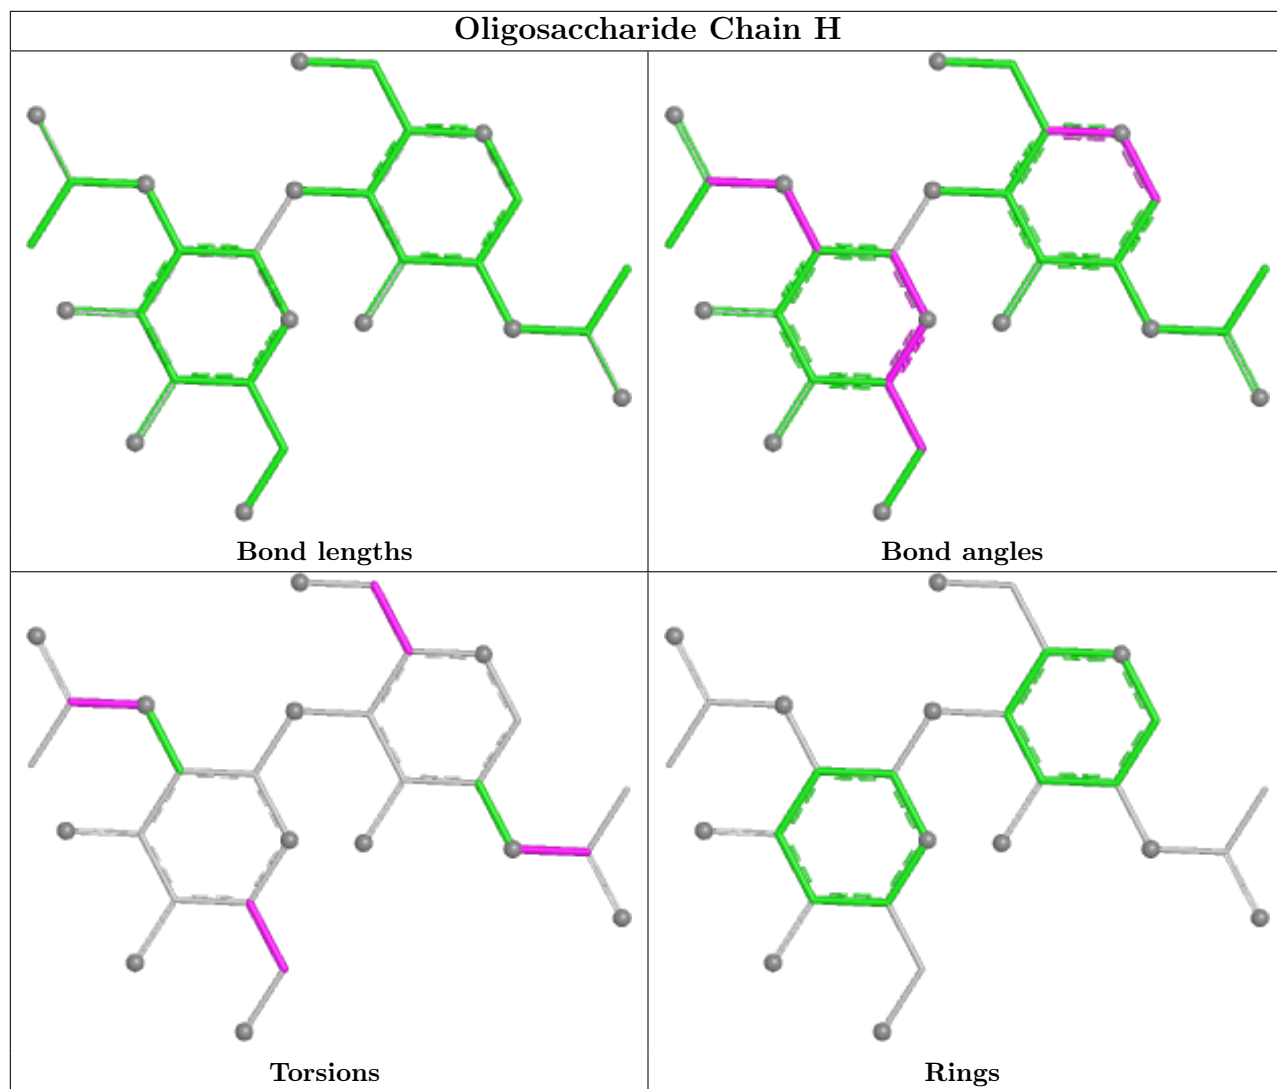 Oligosaccharide Chain H
Bond lengths
Bond angles
Torsions
Rings